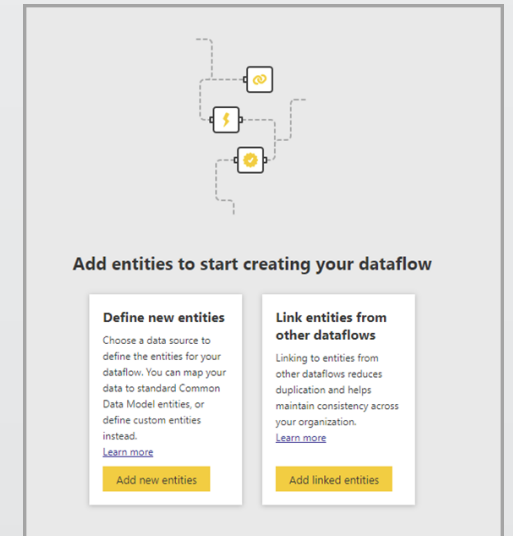 Add entities to start creating your dataflow
Define new entities
Choose a data source to
define the entities for your
dataflow. You can map your
data to standard Common
Data Model entities, or
define custom entities
instead.
Learn more
Add new entities
Link entities from
other dataflows
Linking to entities from
other dataflows reduces
duplication and helps
maintain consistency across
your organization.
Learn more
Add linked entities